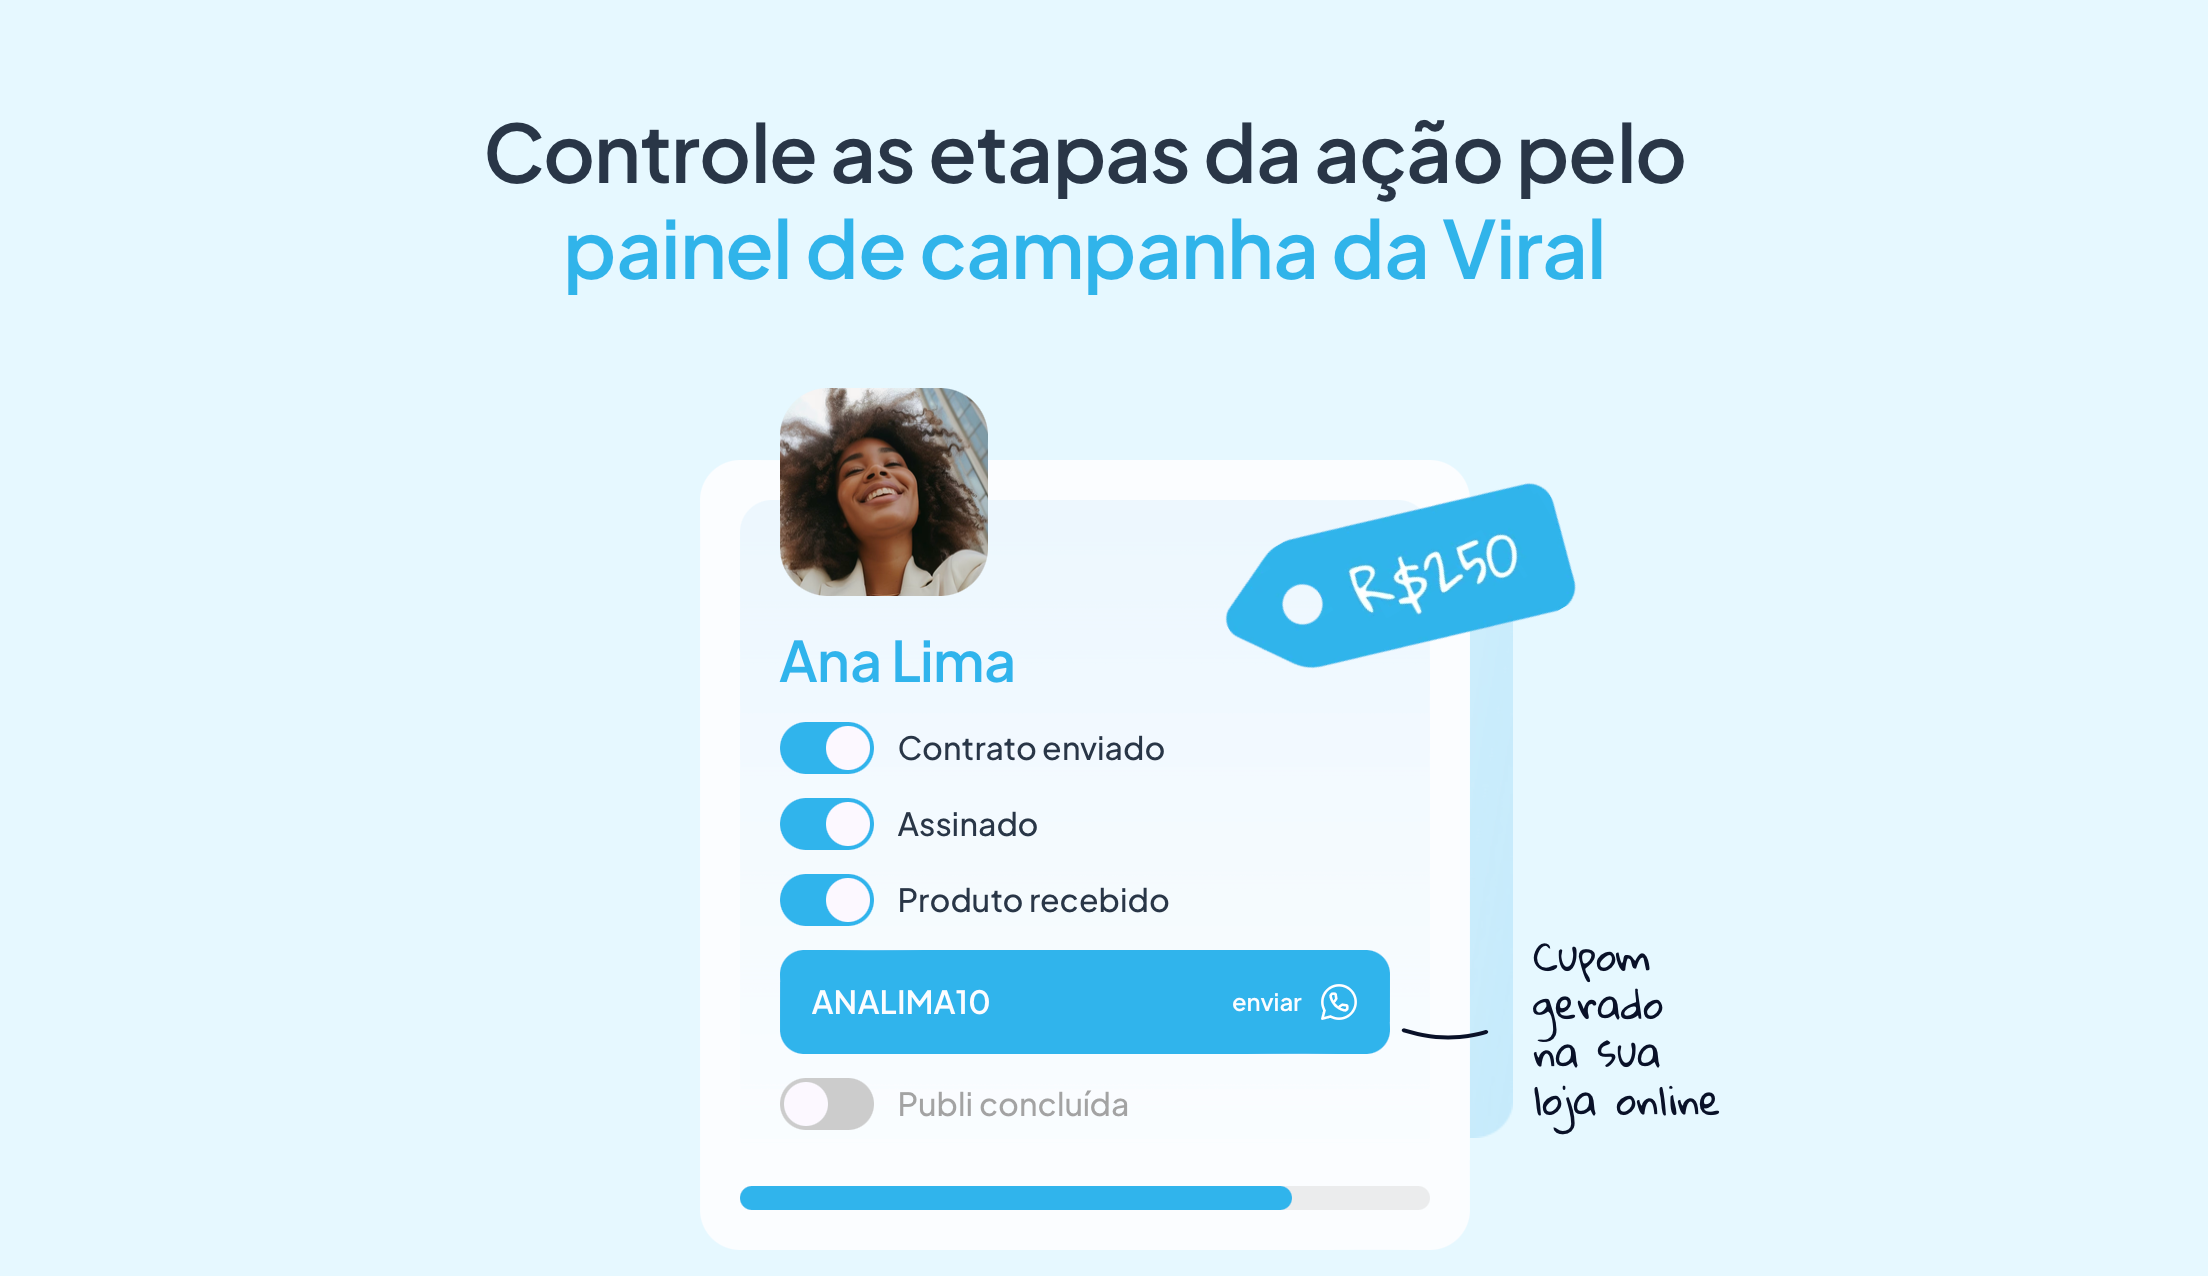 Controle as etapas da ação pelo
painel de campanha da Viral
R$250
Ana Lima
Contrato enviado
Assinado
Produto recebido
ANALIMA10 enviar
Cupom
gerado
na sua
loja online
Publi concluída